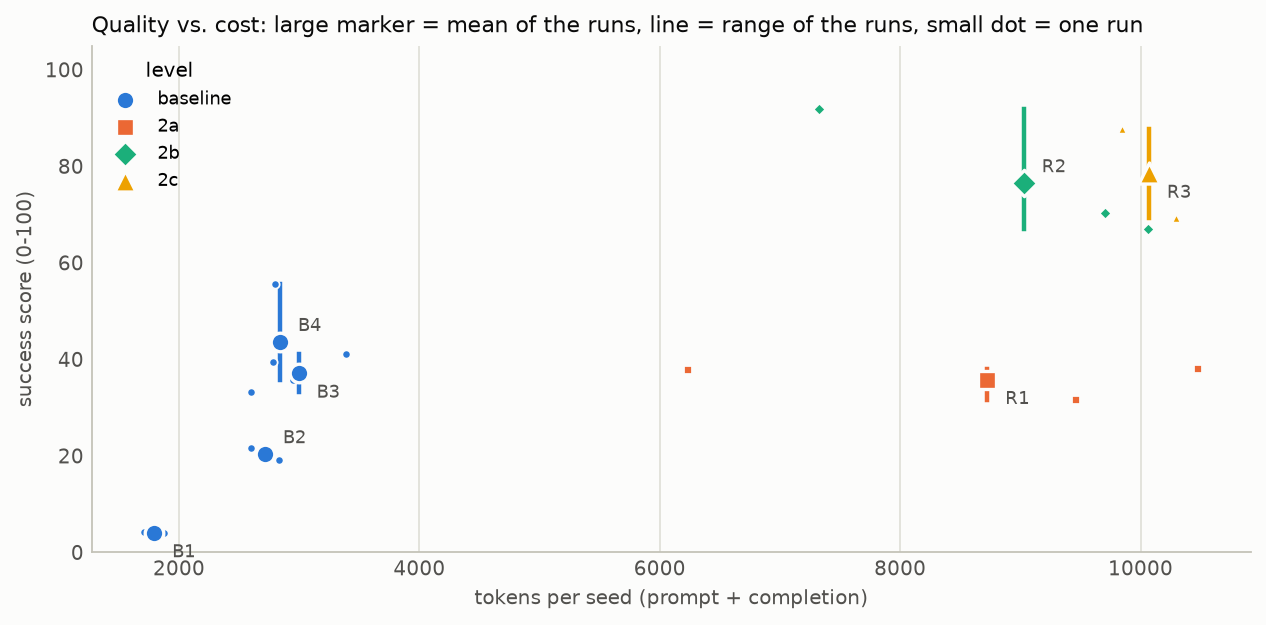 Quality vs. cost: large marker = mean of the runs, line = range of the runs, small dot = one run
level
baseline
2a
2b
2c
success score (0-100)
100
80
60
40
20
0
R2
R3
B4
B3
R1
B2
B1
2000
4000
6000
8000
10000
tokens per seed (prompt + completion)